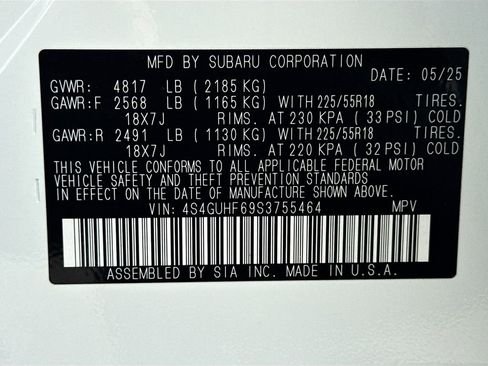 MFD BY SUBARU CORPORATION
DATE: 05/25
GVWR: 4817 LB ( 2185 KG)
GAWR:F 2568 LB ( 1165 KG) WITH 225/55R18 TIRES.
18X7J RIMS. AT 230 KPA ( 33 PSI) COLD
GAWR:R 2491 LB ( 1130 KG) WITH 225/55R18 TIRES.
18X7J RIMS. AT 220 KPA ( 32 PSI) COLD
THIS VEHICLE CONFORMS TO ALL APPLICABLE FEDERAL MOTOR
VEHICLE SAFETY AND THEFT PREVENTION STANDARDS
IN EFFECT ON THE DATE OF MANUFACTURE SHOWN ABOVE.
VIN: 4S4GUHF69S3755464 MPV
ASSEMBLED BY SIA INC. MADE IN U.S.A.